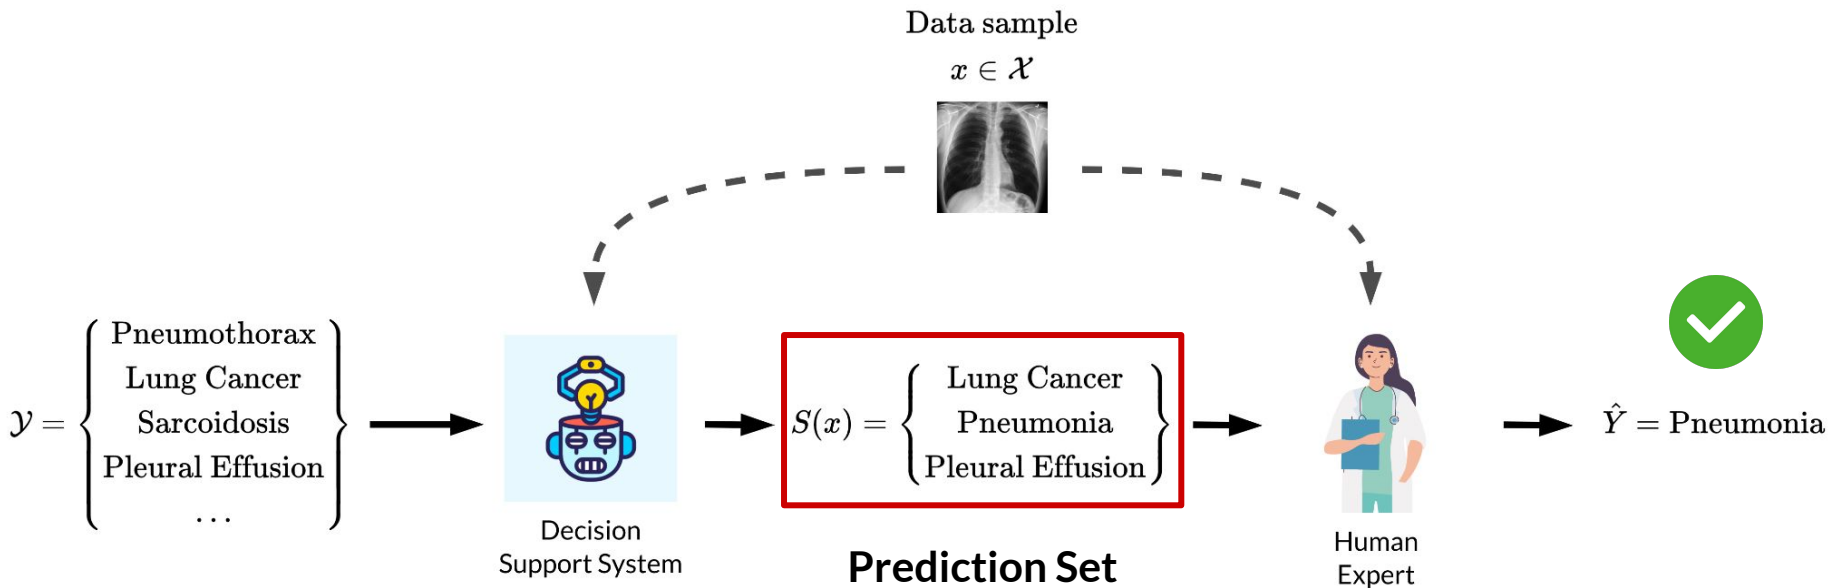 Data sample
x ∈ 𝒳
𝒴 = { Pneumothorax
Lung Cancer
Sarcoidosis
Pleural Effusion
... }
Decision
Support System
S(x) = { Lung Cancer
Pneumonia
Pleural Effusion }
Prediction Set
Human
Expert
Ŷ = Pneumonia